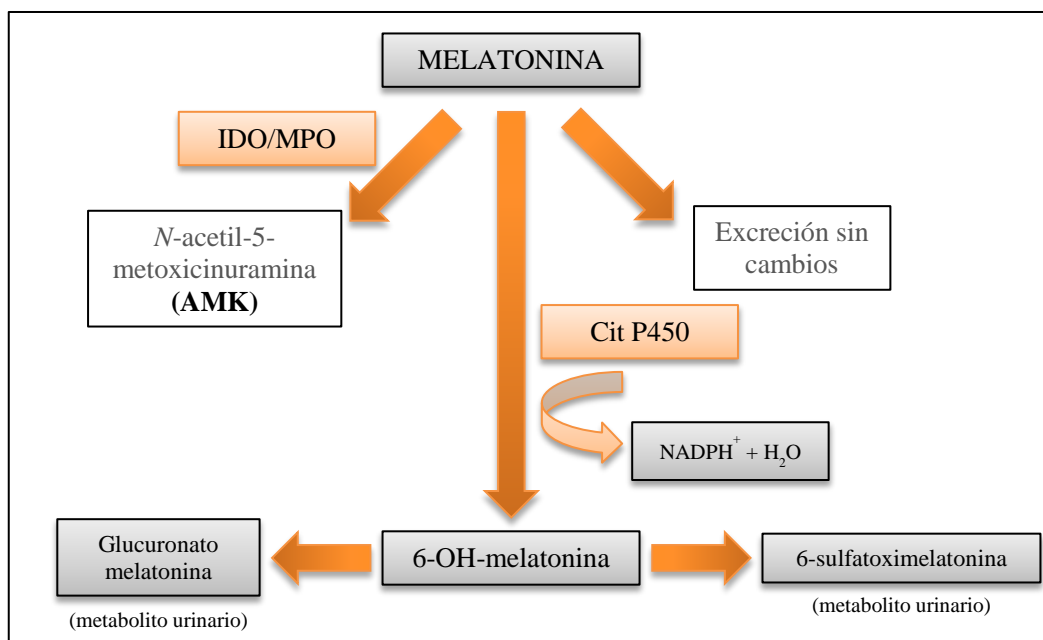 MELATONINA
IDO/MPO
N-acetil-5-
metoxicinuramina
(AMK)
Excreción sin
cambios
Cit P450
NADPH⁺ + H₂O
Glucuronato
melatonina
(metabolito urinario)
6-OH-melatonina
6-sulfatoximelatonina
(metabolito urinario)